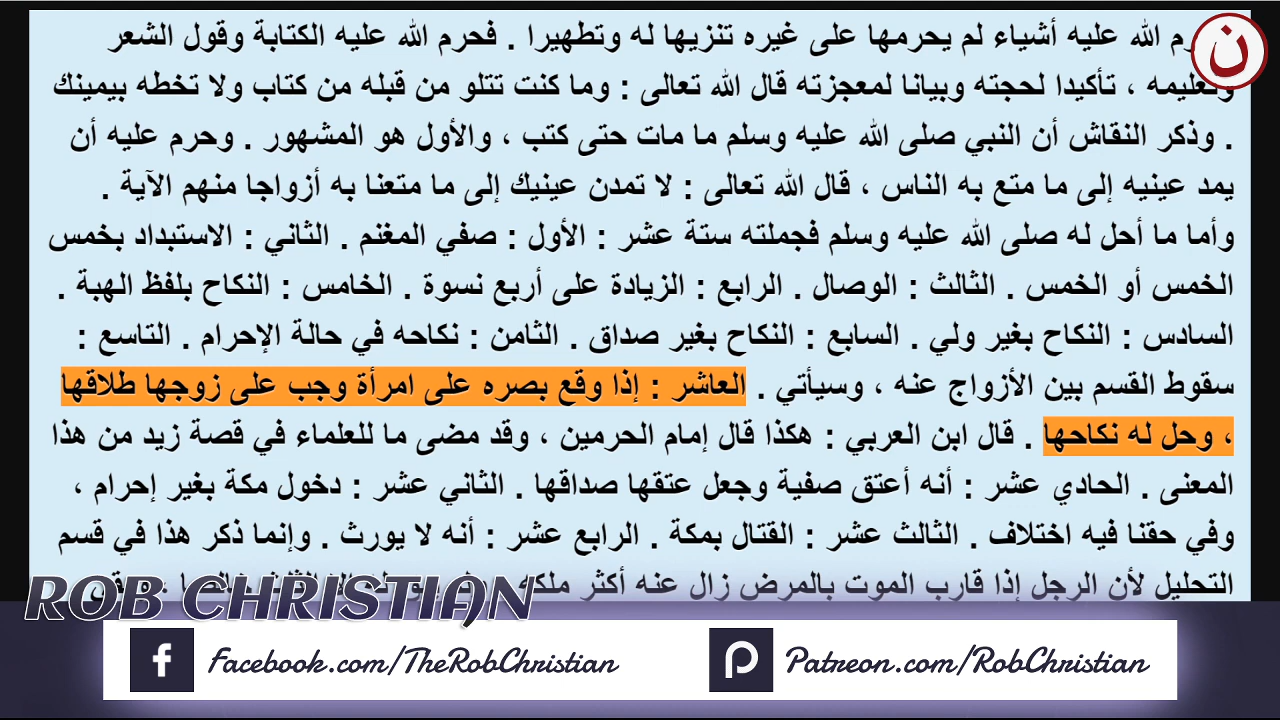 الله عليه أشياء لم يحرمها على غيره تنزيها له وتطهيرا . فحرم الله عليه الكتابة وقول الشعر
وتعليمه ، تأكيدا لحجته وبيانا لمعجزته قال الله تعالى : وما كنت تتلو من قبله من كتاب ولا تخطه بيمينك
. وذكر النقاش أن النبي صلى الله عليه وسلم ما مات حتى كتب ، والأول هو المشهور . وحرم عليه أن
يمد عينيه إلى ما متع به الناس ، قال الله تعالى : لا تمدن عينيك إلى ما متعنا به أزواجا منهم الآية .
وأما ما أحل له صلى الله عليه وسلم فجملته ستة عشر : الأول : صفي المغنم . الثاني : الاستبداد بخمس
الخمس أو الخمس . الثالث : الوصال . الرابع : الزيادة على أربع نسوة . الخامس : النكاح بلفظ الهبة .
السادس : النكاح بغير ولي . السابع : النكاح بغير صداق . الثامن : نكاحه في حالة الإحرام . التاسع :
سقوط القسم بين الأزواج عنه ، وسيأتي . العاشر : إذا وقع بصره على امرأة وجب على زوجها طلاقها
، وحل له نكاحها . قال ابن العربي : هكذا قال إمام الحرمين ، وقد مضى ما للعلماء في قصة زيد من هذا
المعنى . الحادي عشر : أنه أعتق صفية وجعل عتقها صداقها . الثاني عشر : دخول مكة بغير إحرام ،
وفي حقنا فيه اختلاف . الثالث عشر : القتال بمكة . الرابع عشر : أنه لا يورث . وإنما ذكر هذا في قسم
التحليل لأن الرجل إذا قارب الموت بالمرض زال عنه أكثر ملكه
ن
ROB CHRISTIAN
Facebook.com/TheRobChristian
Patreon.com/RobChristian